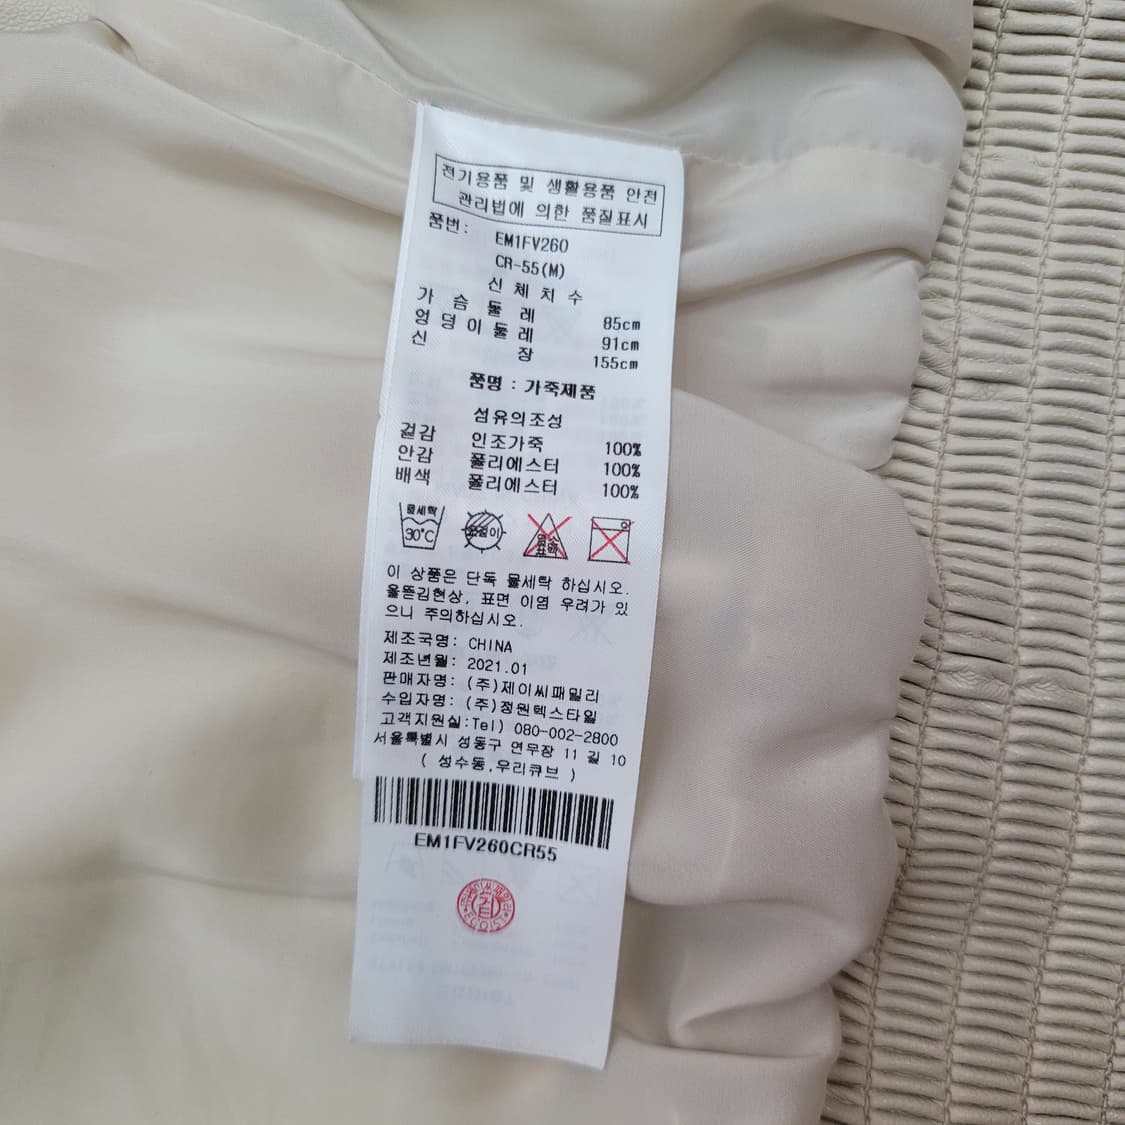 전기용품 및 생활용품 안전
관리법에 의한 품질표시
품번:
EM1FV260
CR-55(M)
신 체 치 수
가 슴 둘 레 85cm
엉 덩 이 둘 레 91cm
신 장 155cm
품명 : 가죽제품
섬유의조성
겉감 인조가죽 100%
안감 폴리에스터 100%
배색 폴리에스터 100%
물세탁
30°C
옷걸이
이 상품은 단독 물세탁 하십시오.
올뜯김현상, 표면 이염 우려가 있
으니 주의하십시오.
제조국명: CHINA
제조년월: 2021.01
판매자명: (주)제이씨패밀리
수입자명: (주)정원텍스타일
고객지원실:Tel) 080-002-2800
서울특별시 성동구 연무장 11 길 10
( 성수동,우리큐브 )
EM1FV260CR55
검